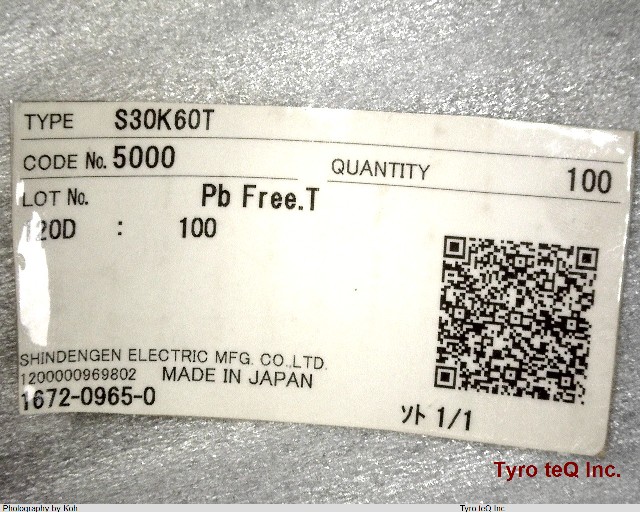 TYPE S30K60T
CODE No. 5000
QUANTITY 100
LOT No. Pb Free.T
120D : 100
SHINDENGEN ELECTRIC MFG. CO.,LTD.
1200000969802 MADE IN JAPAN
1672-0965-0
ソト 1/1
Tyro teQ Inc.
Photography by Koh
Tyro teQ Inc